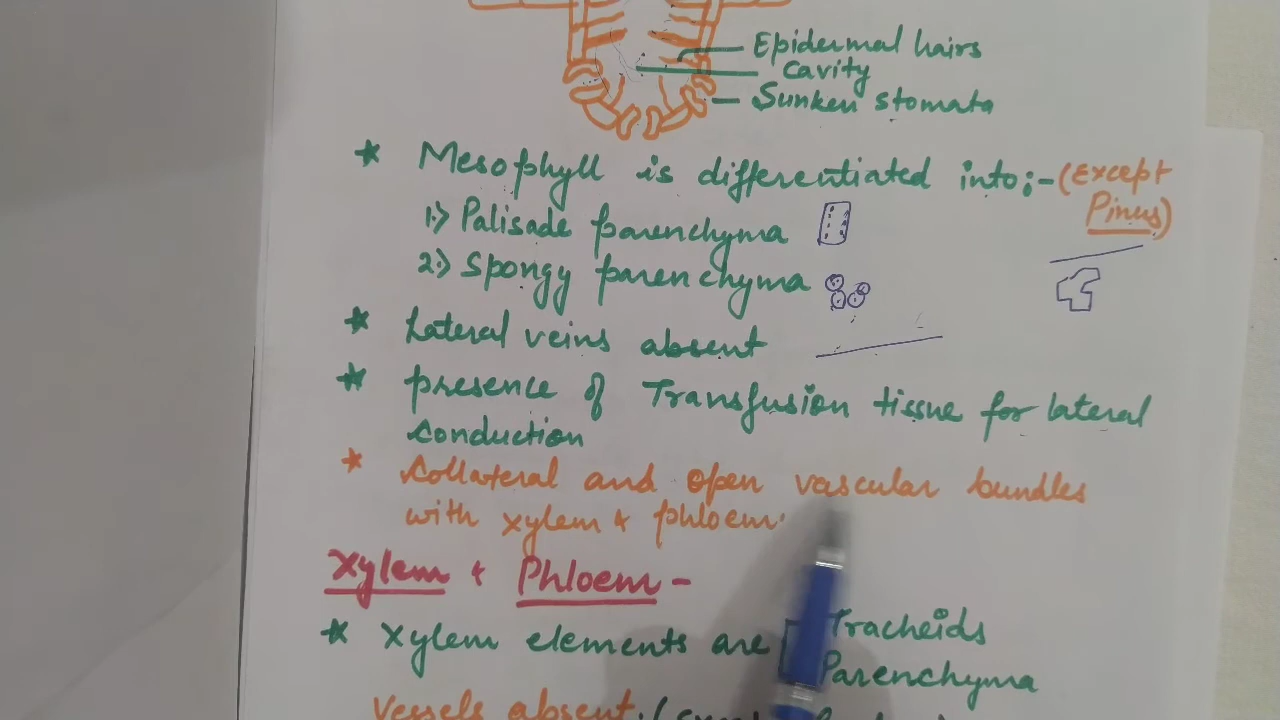 Epidermal hairs
Cavity
Sunken stomata
* Mesophyll is differentiated into:- (Except Pinus)
1.) Palisade parenchyma
2.) Spongy parenchyma
* Lateral veins absent
* presence of Transfusion tissue for lateral
conduction
* Collateral and open vascular bundles
with xylem & phloem.
Xylem & Phloem -
* Xylem elements are Tracheids
Parenchyma
Vessels absent. (